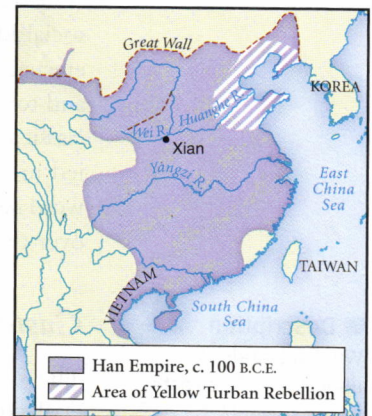 Great Wall
KOREA
Huanghe R.
Wei R.
Xian
Yangzi R.
East
China
Sea
TAIWAN
VIETNAM
South China
Sea
Han Empire, c. 100 B.C.E.
Area of Yellow Turban Rebellion